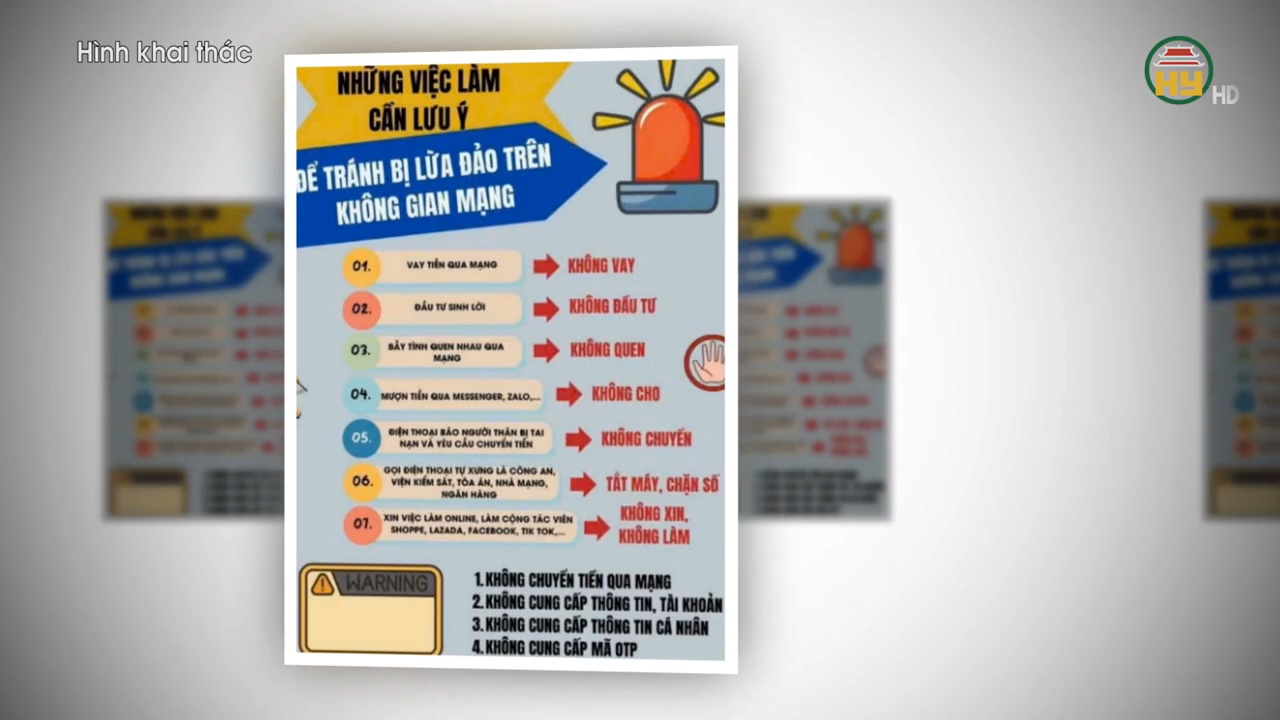 Hình khai thác
HY
HD
NHỮNG VIỆC LÀM
CẦN LƯU Ý
ĐỂ TRÁNH BỊ LỪA ĐẢO TRÊN
KHÔNG GIAN MẠNG
01. VAY TIỀN QUA MẠNG KHÔNG VAY
02. ĐẦU TƯ SINH LỜI KHÔNG ĐẦU TƯ
03. BẪY TÌNH QUEN NHAU QUA
MẠNG
KHÔNG QUEN
04. MƯỢN TIỀN QUA MESSENGER, ZALO,... KHÔNG CHO
05. ĐIỆN THOẠI BÁO NGƯỜI THÂN BỊ TAI
NẠN VÀ YÊU CẦU CHUYỂN TIỀN
KHÔNG CHUYỂN
06. GỌI ĐIỆN THOẠI TỰ XƯNG LÀ CÔNG AN,
VIỆN KIỂM SÁT, TÒA ÁN, NHÀ MẠNG,
NGÂN HÀNG
TẮT MÁY, CHẶN SỐ
07. XIN VIỆC LÀM ONLINE, LÀM CỘNG TÁC VIÊN
SHOPPE, LAZADA, FACEBOOK, TIK TOK,...
KHÔNG XIN,
KHÔNG LÀM
WARNING
1. KHÔNG CHUYỂN TIỀN QUA MẠNG
2. KHÔNG CUNG CẤP THÔNG TIN, TÀI KHOẢN
3. KHÔNG CUNG CẤP THÔNG TIN CÁ NHÂN
4. KHÔNG CUNG CẤP MÃ OTP